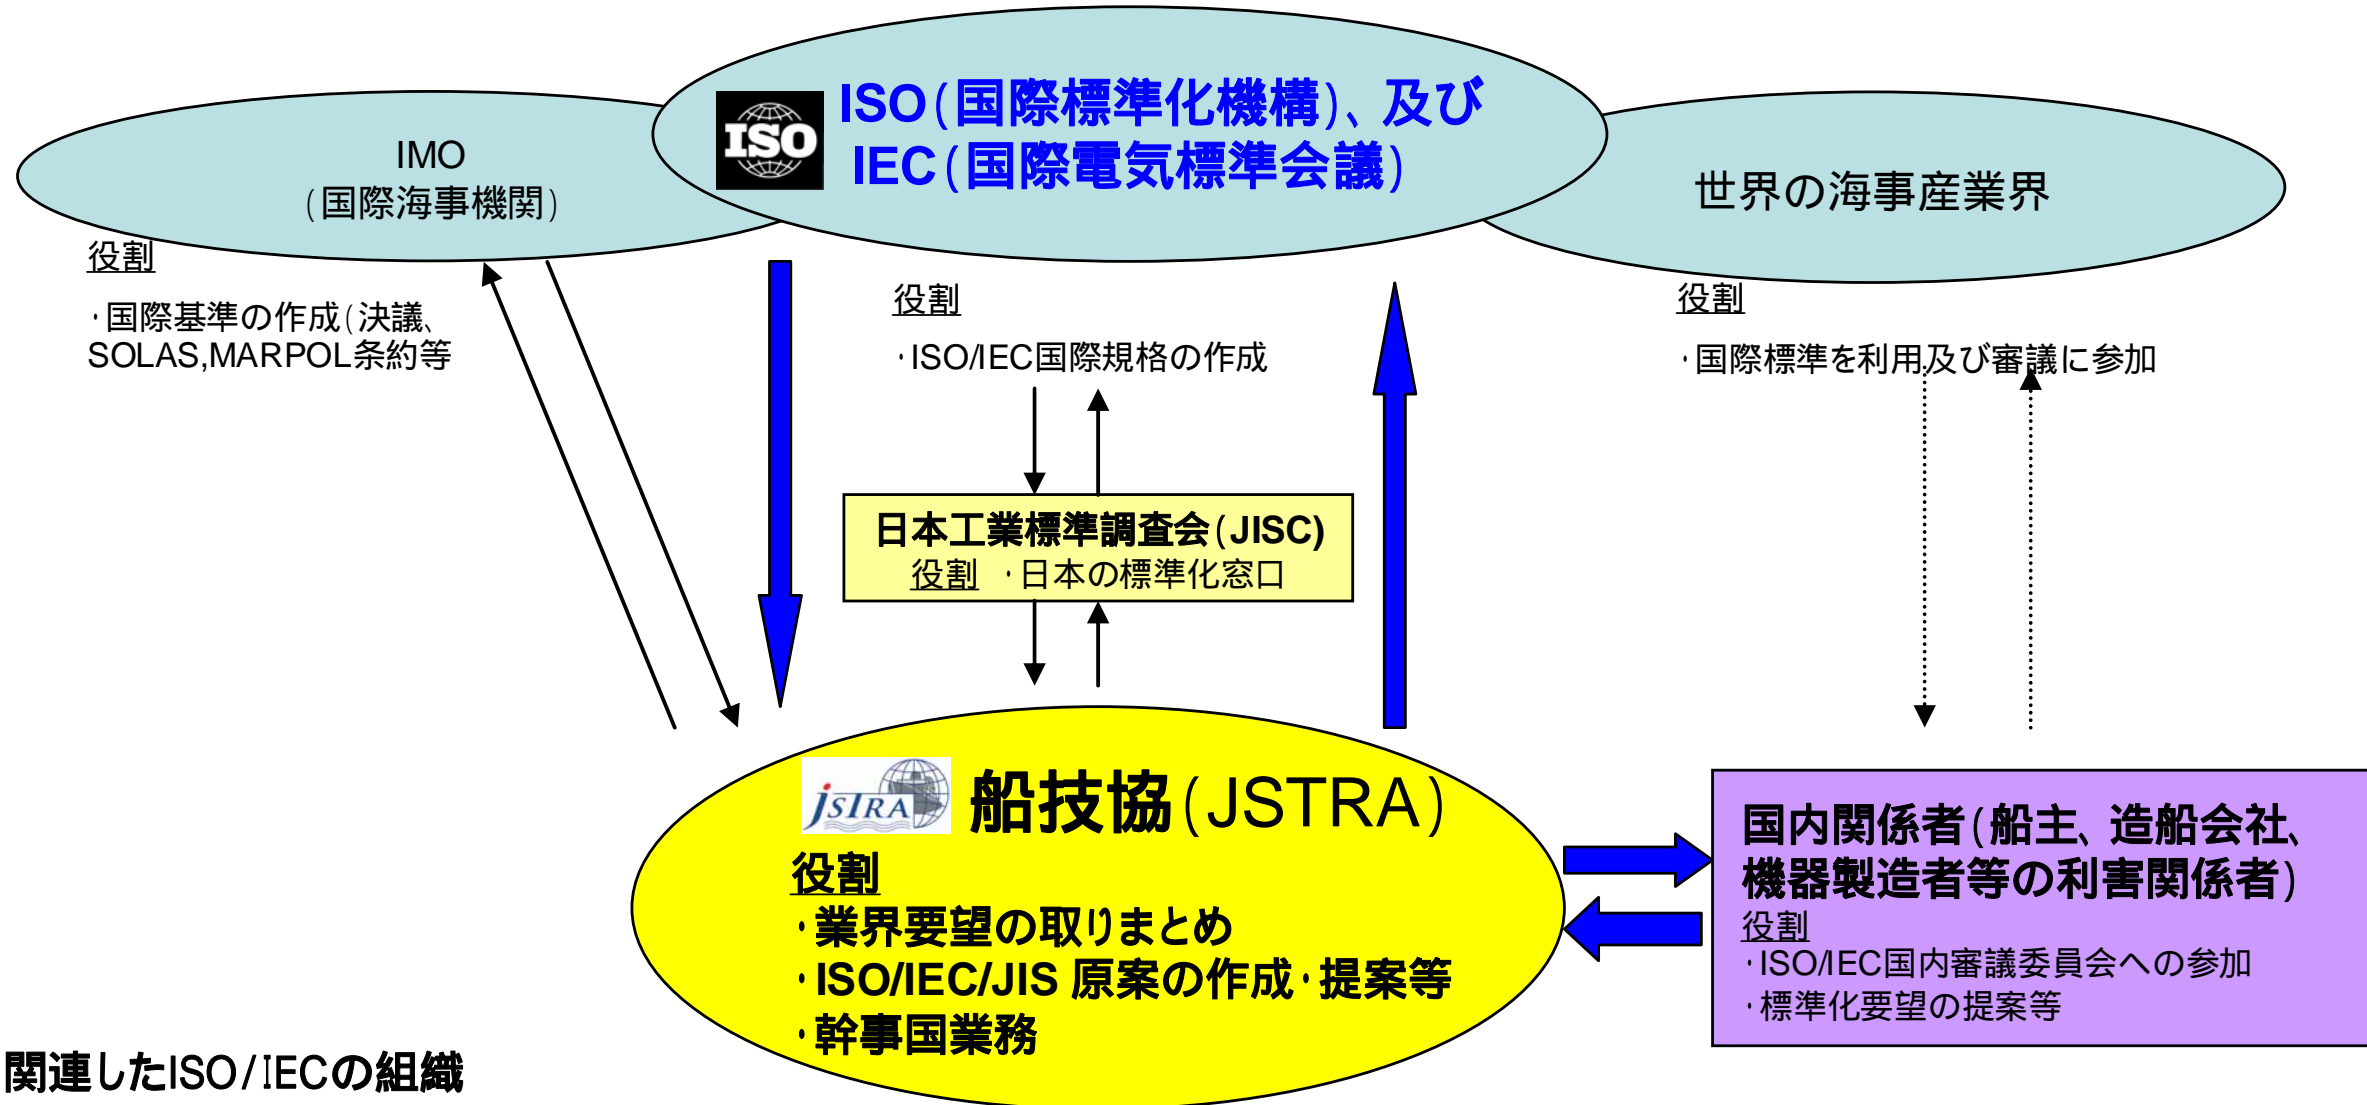 ISO(国際標準化機構)、及び
IEC(国際電気標準会議)
ISO
IMO
(国際海事機関)
世界の海事産業界
役割
・国際基準の作成(決議、
SOLAS,MARPOL条約等
役割
・ISO/IEC国際規格の作成
役割
・国際標準を利用及び審議に参加
日本工業標準調査会(JISC)
役割 ・日本の標準化窓口
jSTRA
船技協(JSTRA)
役割
・業界要望の取りまとめ
・ISO/IEC/JIS 原案の作成・提案等
・幹事国業務
国内関係者(船主、造船会社、
機器製造者等の利害関係者)
役割
・ISO/IEC国内審議委員会への参加
・標準化要望の提案等
関連したISO/IECの組織